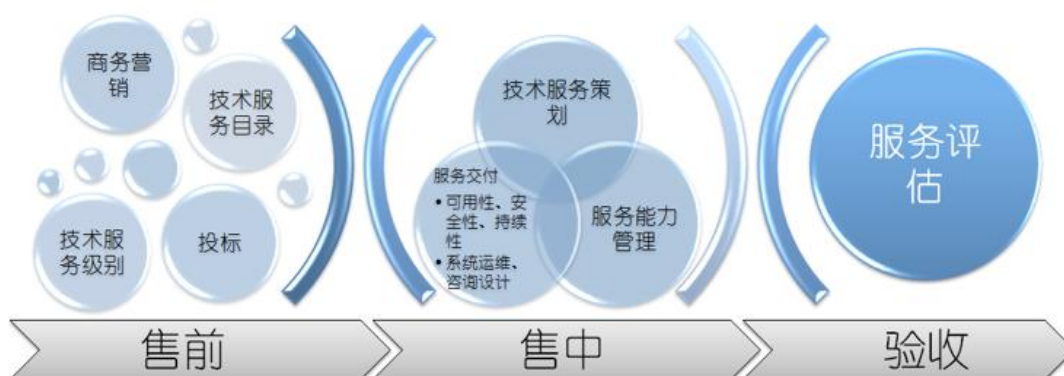 商务营
销
技术服
务目录
技术服
务级别
投标
技术服务策
划
服务交付
•可用性、安
全性、持续
性
•系统运维、
咨询设计
服务能力
管理
服务评
估
售前
售中
验收